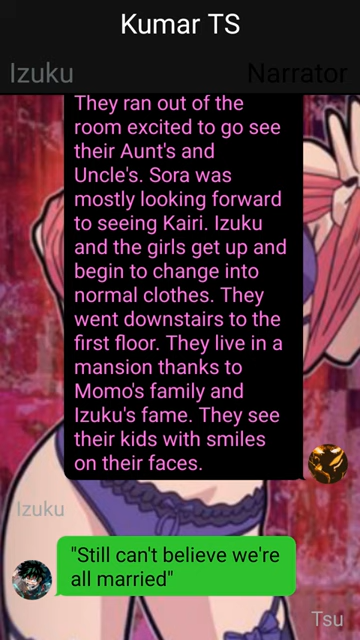 Kumar TS
Izuku
Narrator
They ran out of the
room excited to go see
their Aunt's and
Uncle's. Sora was
mostly looking forward
to seeing Kairi. Izuku
and the girls get up and
begin to change into
normal clothes. They
went downstairs to the
first floor. They live in a
mansion thanks to
Momo's family and
Izuku's fame. They see
their kids with smiles
on their faces.
Izuku
"Still can't believe we're
all married"
Tsu